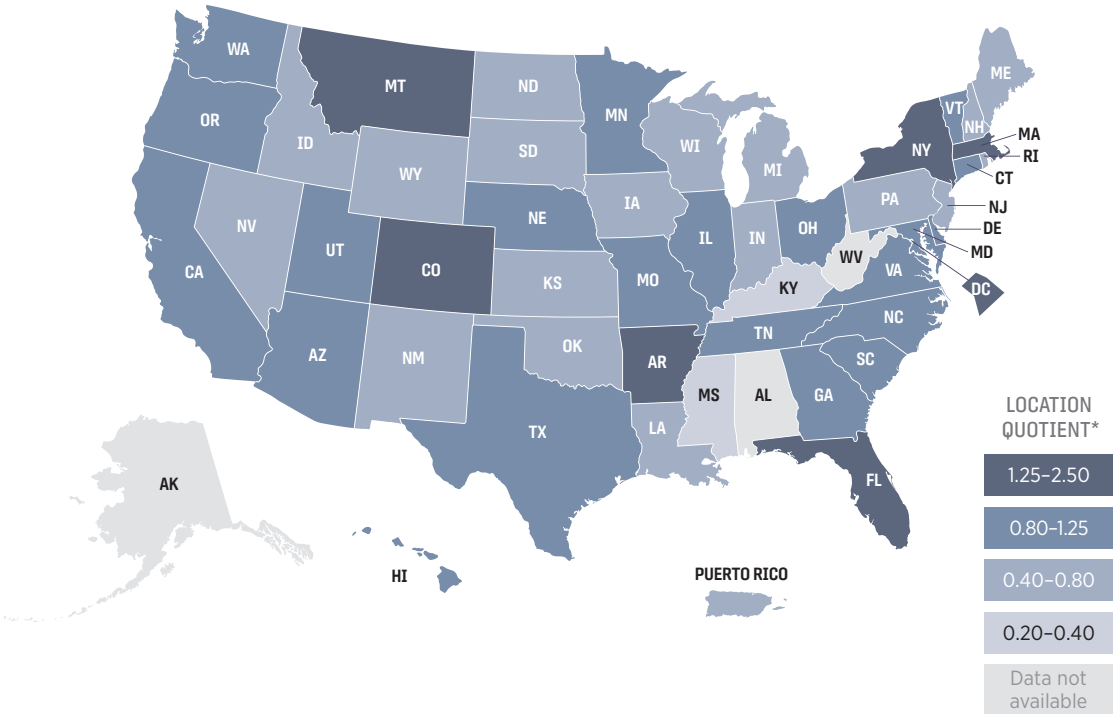 WA
MT
ND
MN
ME
OR
ID
SD
WI
MI
VT
NH
NY
MA
RI
CT
WY
IA
PA
NJ
NV
UT
CO
NE
IL
IN
OH
DE
MD
CA
KS
MO
KY
WV
VA
DC
AZ
NM
OK
AR
TN
NC
SC
TX
LA
MS
AL
GA
FL
AK
HI
PUERTO RICO
LOCATION
QUOTIENT*
1.25–2.50
0.80–1.25
0.40–0.80
0.20–0.40
Data not
available